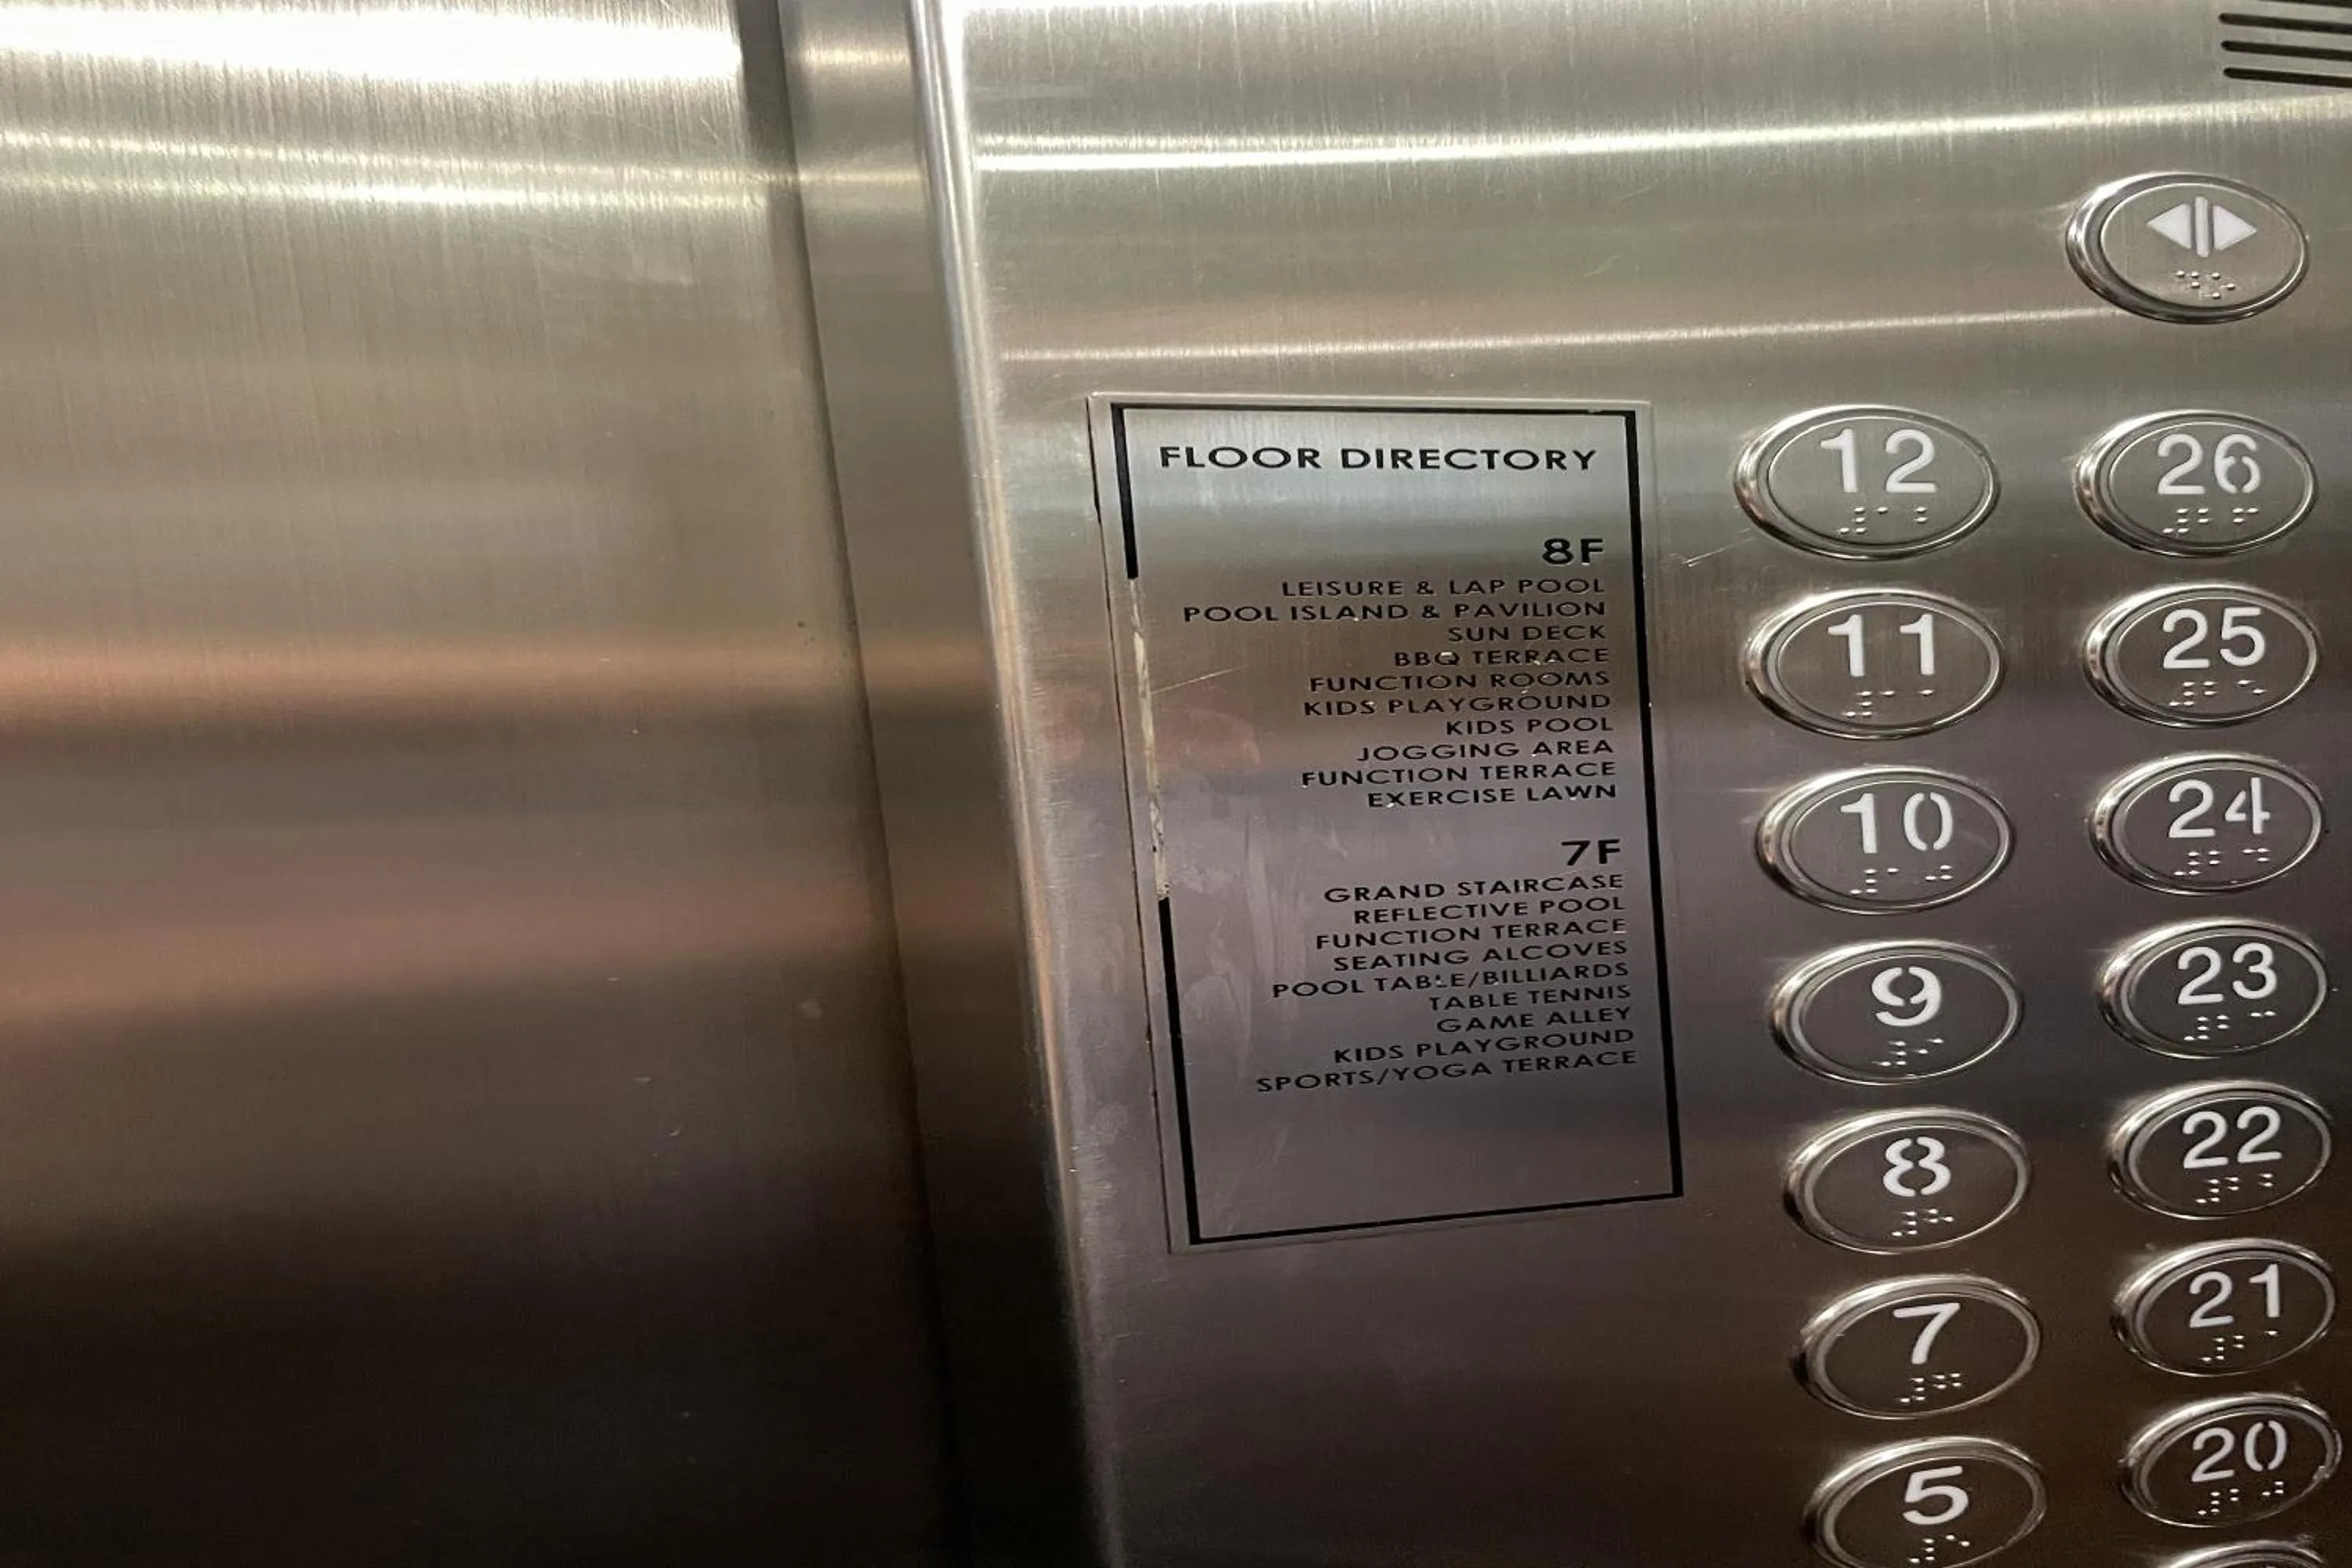 FLOOR DIRECTORY
8F
LEISURE & LAP POOL
POOL ISLAND & PAVILION
SUN DECK
BBQ TERRACE
FUNCTION ROOMS
KIDS PLAYGROUND
KIDS POOL
JOGGING AREA
FUNCTION TERRACE
EXERCISE LAWN
7F
GRAND STAIRCASE
REFLECTIVE POOL
FUNCTION TERRACE
SEATING ALCOVES
POOL TABLE/BILLIARDS
TABLE TENNIS
GAME ALLEY
KIDS PLAYGROUND
SPORTS/YOGA TERRACE
12 26
11 25
10 24
9 23
8 22
7 21
5 20